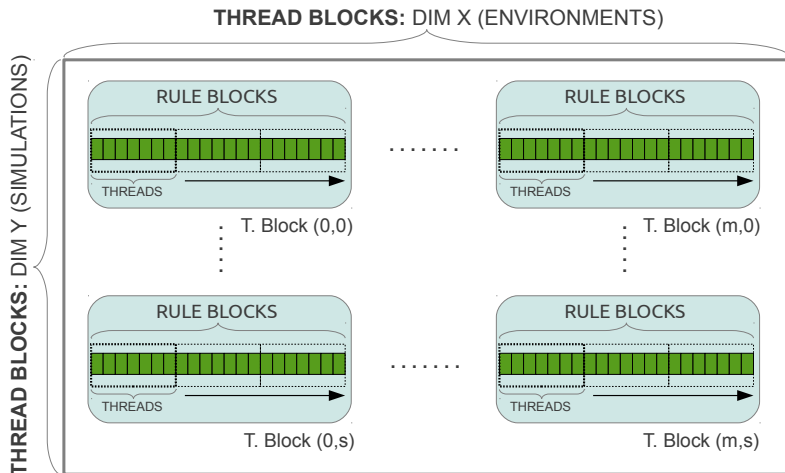 THREAD BLOCKS: DIM X (ENVIRONMENTS)
THREAD BLOCKS: DIM Y (SIMULATIONS)
RULE BLOCKS
THREADS
T. Block (0,0)
.......
RULE BLOCKS
THREADS
T. Block (m,0)
RULE BLOCKS
THREADS
T. Block (0,s)
.......
RULE BLOCKS
THREADS
T. Block (m,s)